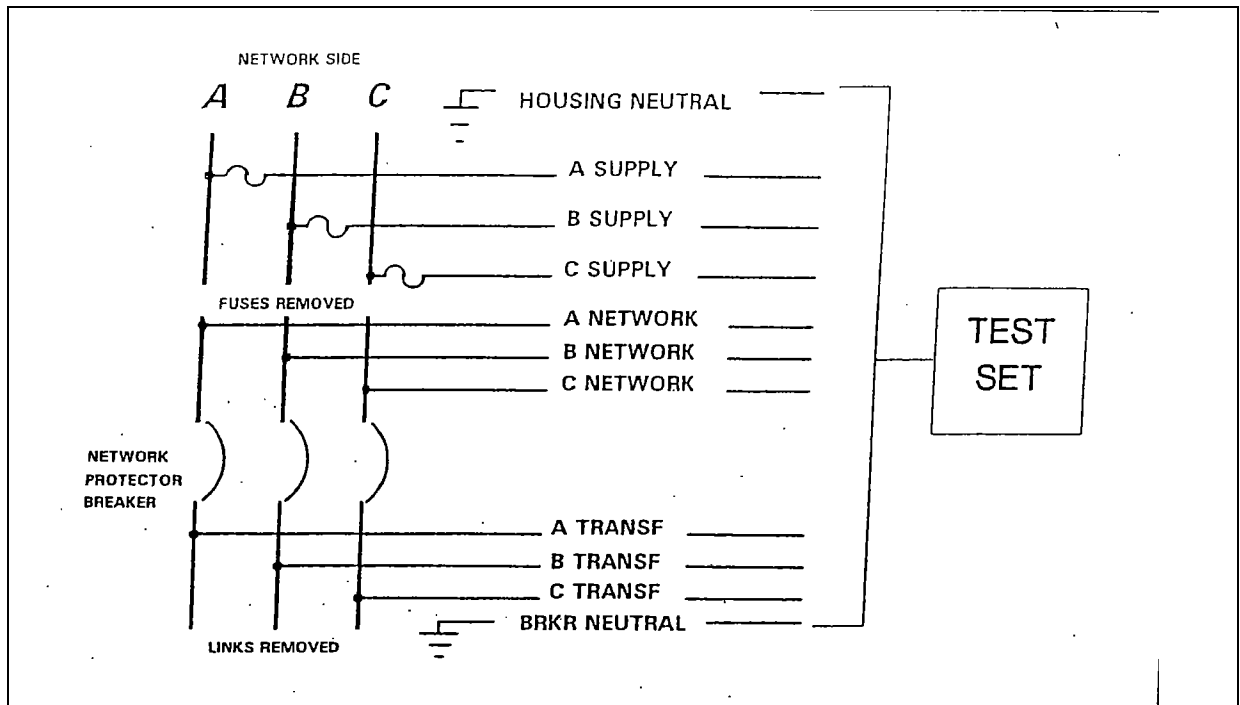 NETWORK SIDE
A B C
HOUSING NEUTRAL
A SUPPLY
B SUPPLY
C SUPPLY
FUSES REMOVED
A NETWORK
B NETWORK
C NETWORK
TEST
SET
NETWORK
PROTECTOR
BREAKER
A TRANSF
B TRANSF
C TRANSF
BRKR NEUTRAL
LINKS REMOVED